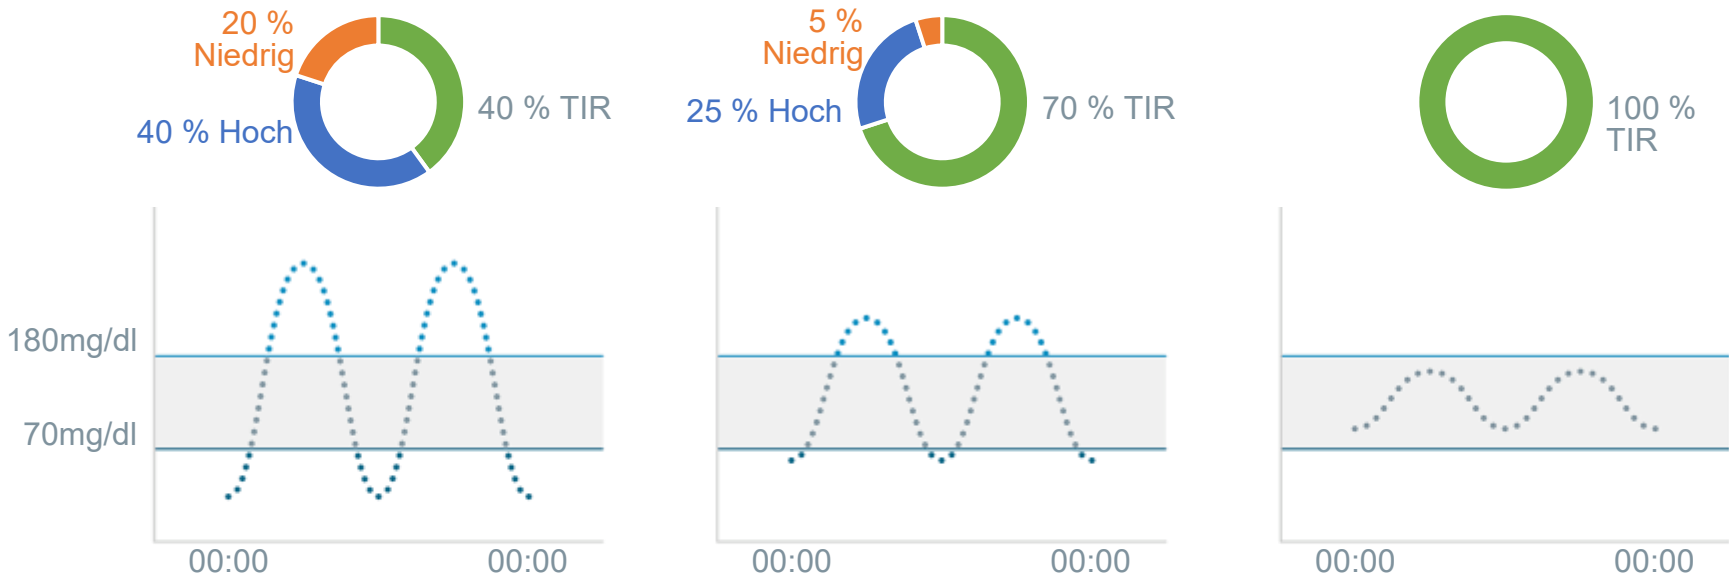 20 %
Niedrig
40 % Hoch
40 % TIR
5 %
Niedrig
25 % Hoch
70 % TIR
100 %
TIR
180mg/dl
70mg/dl
00:00
00:00
00:00
00:00
00:00
00:00